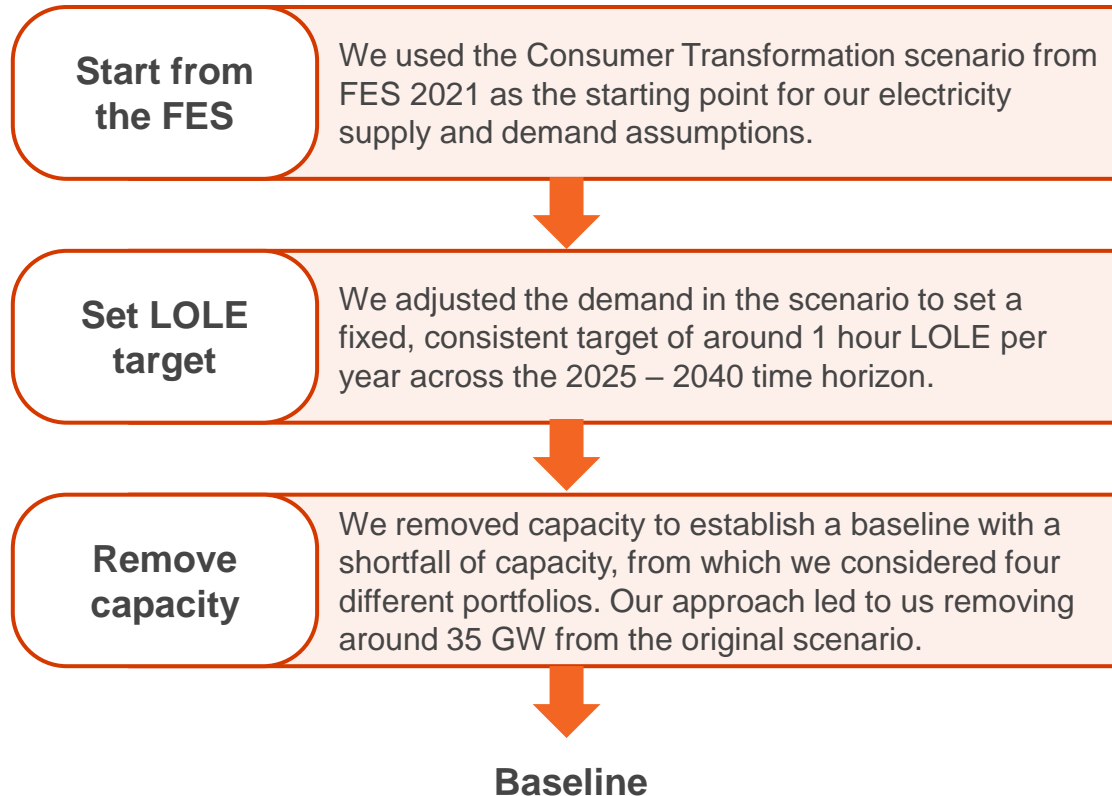 Start from
the FES
We used the Consumer Transformation scenario from
FES 2021 as the starting point for our electricity
supply and demand assumptions.
Set LOLE
target
We adjusted the demand in the scenario to set a
fixed, consistent target of around 1 hour LOLE per
year across the 2025 – 2040 time horizon.
Remove
capacity
We removed capacity to establish a baseline with a
shortfall of capacity, from which we considered four
different portfolios. Our approach led to us removing
around 35 GW from the original scenario.
Baseline